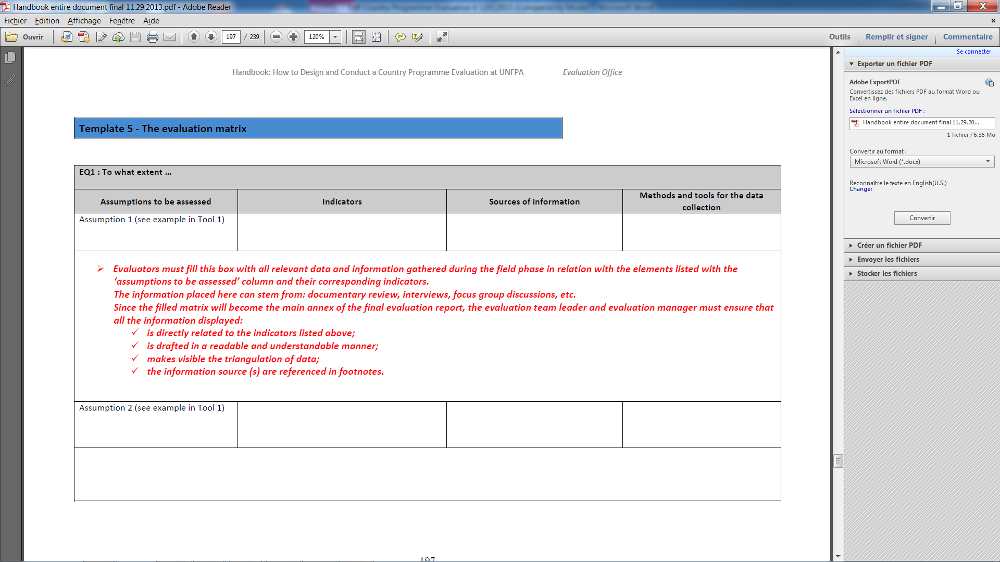 Handbook entire document final 11.29.2013.pdf - Adobe Reader
Fichier Edition Affichage Fenêtre Aide
Ouvrir 197 / 239 120% Outils Remplir et signer Commentaire
Se connecter
Handbook: How to Design and Conduct a Country Programme Evaluation at UNFPA Evaluation Office
Template 5 - The evaluation matrix
EQ1 : To what extent ...
Assumptions to be assessed Indicators Sources of information Methods and tools for the data
collection
Assumption 1 (see example in Tool 1)
➢ Evaluators must fill this box with all relevant data and information gathered during the field phase in relation with the elements listed with the
‘assumptions to be assessed’ column and their corresponding indicators.
The information placed here can stem from: documentary review, interviews, focus group discussions, etc.
Since the filled matrix will become the main annex of the final evaluation report, the evaluation team leader and evaluation manager must ensure that
all the information displayed:
✓ is directly related to the indicators listed above;
✓ is drafted in a readable and understandable manner;
✓ makes visible the triangulation of data;
✓ the information source (s) are referenced in footnotes.
Assumption 2 (see example in Tool 1)
197
Exporter un fichier PDF
Adobe ExportPDF
Convertissez des fichiers PDF au format Word ou
Excel en ligne.
Sélectionner un fichier PDF :
Handbook entire document final 11.29.20...
1 fichier / 6.35 Mo
Convertir au format :
Microsoft Word (*.docx)
Reconnaître le texte en English(U.S.)
Changer
Convertir
Créer un fichier PDF
Envoyer les fichiers
Stocker les fichiers